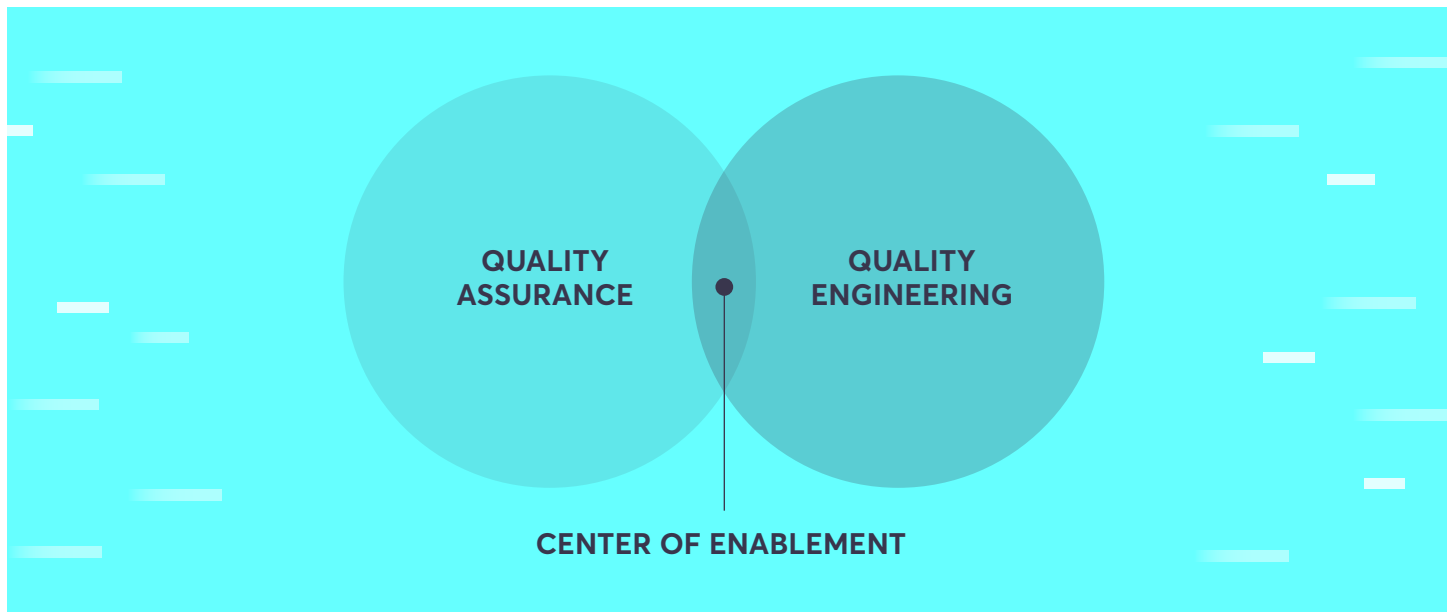 QUALITY
ASSURANCE
QUALITY
ENGINEERING
CENTER OF ENABLEMENT